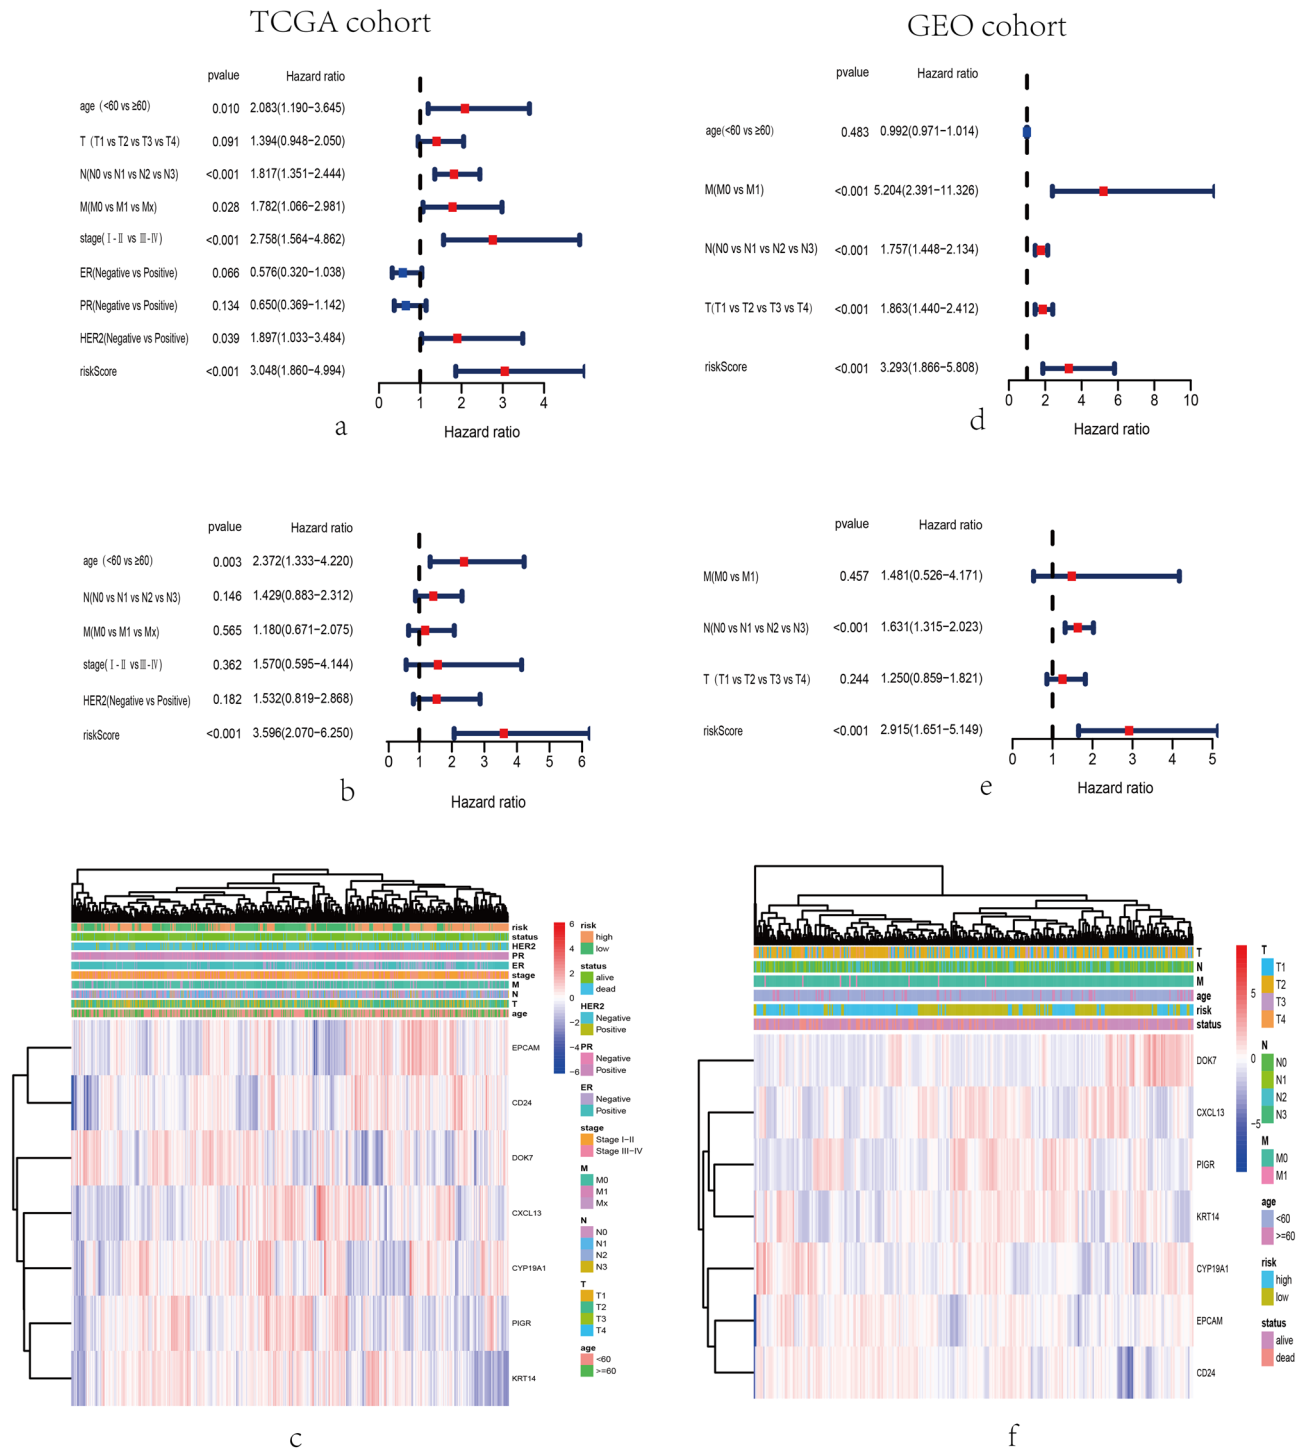 TCGA cohort
GEO cohort
pvalue Hazard ratio
age (<60 vs ≥60) 0.010 2.083(1.190−3.645)
T (T1 vs T2 vs T3 vs T4) 0.091 1.394(0.948−2.050)
N(N0 vs N1 vs N2 vs N3) <0.001 1.817(1.351−2.444)
M(M0 vs M1 vs Mx) 0.028 1.782(1.066−2.981)
stage(Ⅰ-Ⅱ vs Ⅲ-Ⅳ) <0.001 2.758(1.564−4.862)
ER(Negative vs Positive) 0.066 0.576(0.320−1.038)
PR(Negative vs Positive) 0.134 0.650(0.369−1.142)
HER2(Negative vs Positive) 0.039 1.897(1.033−3.484)
riskScore <0.001 3.048(1.860−4.994)
0 1 2 3 4
Hazard ratio
a
pvalue Hazard ratio
age(<60 vs ≥60) 0.483 0.992(0.971−1.014)
M(M0 vs M1) <0.001 5.204(2.391−11.326)
N(N0 vs N1 vs N2 vs N3) <0.001 1.757(1.448−2.134)
T(T1 vs T2 vs T3 vs T4) <0.001 1.863(1.440−2.412)
riskScore <0.001 3.293(1.866−5.808)
0 2 4 6 8 10
Hazard ratio
d
pvalue Hazard ratio
age (<60 vs ≥60) 0.003 2.372(1.333−4.220)
N(N0 vs N1 vs N2 vs N3) 0.146 1.429(0.883−2.312)
M(M0 vs M1 vs Mx) 0.565 1.180(0.671−2.075)
stage(Ⅰ-Ⅱ vs Ⅲ-Ⅳ) 0.362 1.570(0.595−4.144)
HER2(Negative vs Positive) 0.182 1.532(0.819−2.868)
riskScore <0.001 3.596(2.070−6.250)
0 1 2 3 4 5 6
Hazard ratio
b
pvalue Hazard ratio
M(M0 vs M1) 0.457 1.481(0.526−4.171)
N(N0 vs N1 vs N2 vs N3) <0.001 1.631(1.315−2.023)
T (T1 vs T2 vs T3 vs T4) 0.244 1.250(0.859−1.821)
riskScore <0.001 2.915(1.651−5.149)
0 1 2 3 4 5
Hazard ratio
e
risk
status
HER2
PR
ER
stage
M
N
T
age
EPCAM
CD24
DOK7
CXCL13
CYP19A1
PIGR
KRT14
6
4
2
0
−2
−4
−6
risk
high
low
status
alive
dead
HER2
Negative
Positive
PR
Negative
Positive
ER
Negative
Positive
stage
Stage I−II
Stage III−IV
M
M0
M1
Mx
N
N0
N1
N2
N3
T
T1
T2
T3
T4
age
<60
>=60
c
T
N
M
age
risk
status
DOK7
CXCL13
PIGR
KRT14
CYP19A1
EPCAM
CD24
5
0
−5
T
T1
T2
T3
T4
N
N0
N1
N2
N3
M
M0
M1
age
<60
>=60
risk
high
low
status
alive
dead
f